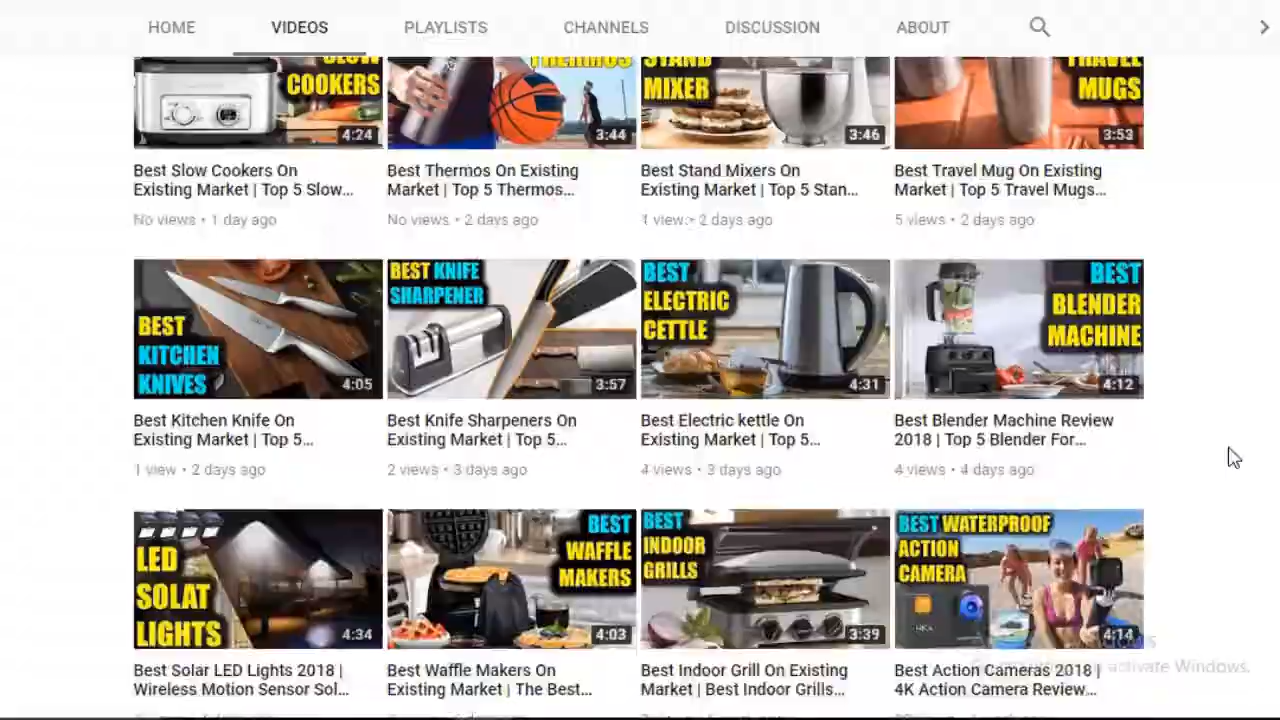 HOME VIDEOS PLAYLISTS CHANNELS DISCUSSION ABOUT
COOKERS
4:24
THERMOS
3:44
STAND
MIXER
3:46
TRAVEL
MUGS
3:53
Best Slow Cookers On
Existing Market | Top 5 Slow...
No views • 1 day ago
Best Thermos On Existing
Market | Top 5 Thermos...
No views • 2 days ago
Best Stand Mixers On
Existing Market | Top 5 Stan...
1 view • 2 days ago
Best Travel Mug On Existing
Market | Top 5 Travel Mugs...
5 views • 2 days ago
BEST
KITCHEN
KNIVES
4:05
BEST KNIFE
SHARPENER
3:57
BEST
ELECTRIC
CETTLE
4:31
BEST
BLENDER
MACHINE
4:12
Best Kitchen Knife On
Existing Market | Top 5...
1 view • 2 days ago
Best Knife Sharpeners On
Existing Market | Top 5...
2 views • 3 days ago
Best Electric kettle On
Existing Market | Top 5...
4 views • 3 days ago
Best Blender Machine Review
2018 | Top 5 Blender For...
4 views • 4 days ago
LED
SOLAT
LIGHTS
4:34
BEST
WAFFLE
MAKERS
4:03
BEST
INDOOR
GRILLS
3:39
BEST WATERPROOF
ACTION
CAMERA
4:14
Best Solar LED Lights 2018 |
Wireless Motion Sensor Sol...
Best Waffle Makers On
Existing Market | The Best...
Best Indoor Grill On Existing
Market | Best Indoor Grills...
Best Action Cameras 2018 |
4K Action Camera Review...
activate Windows.